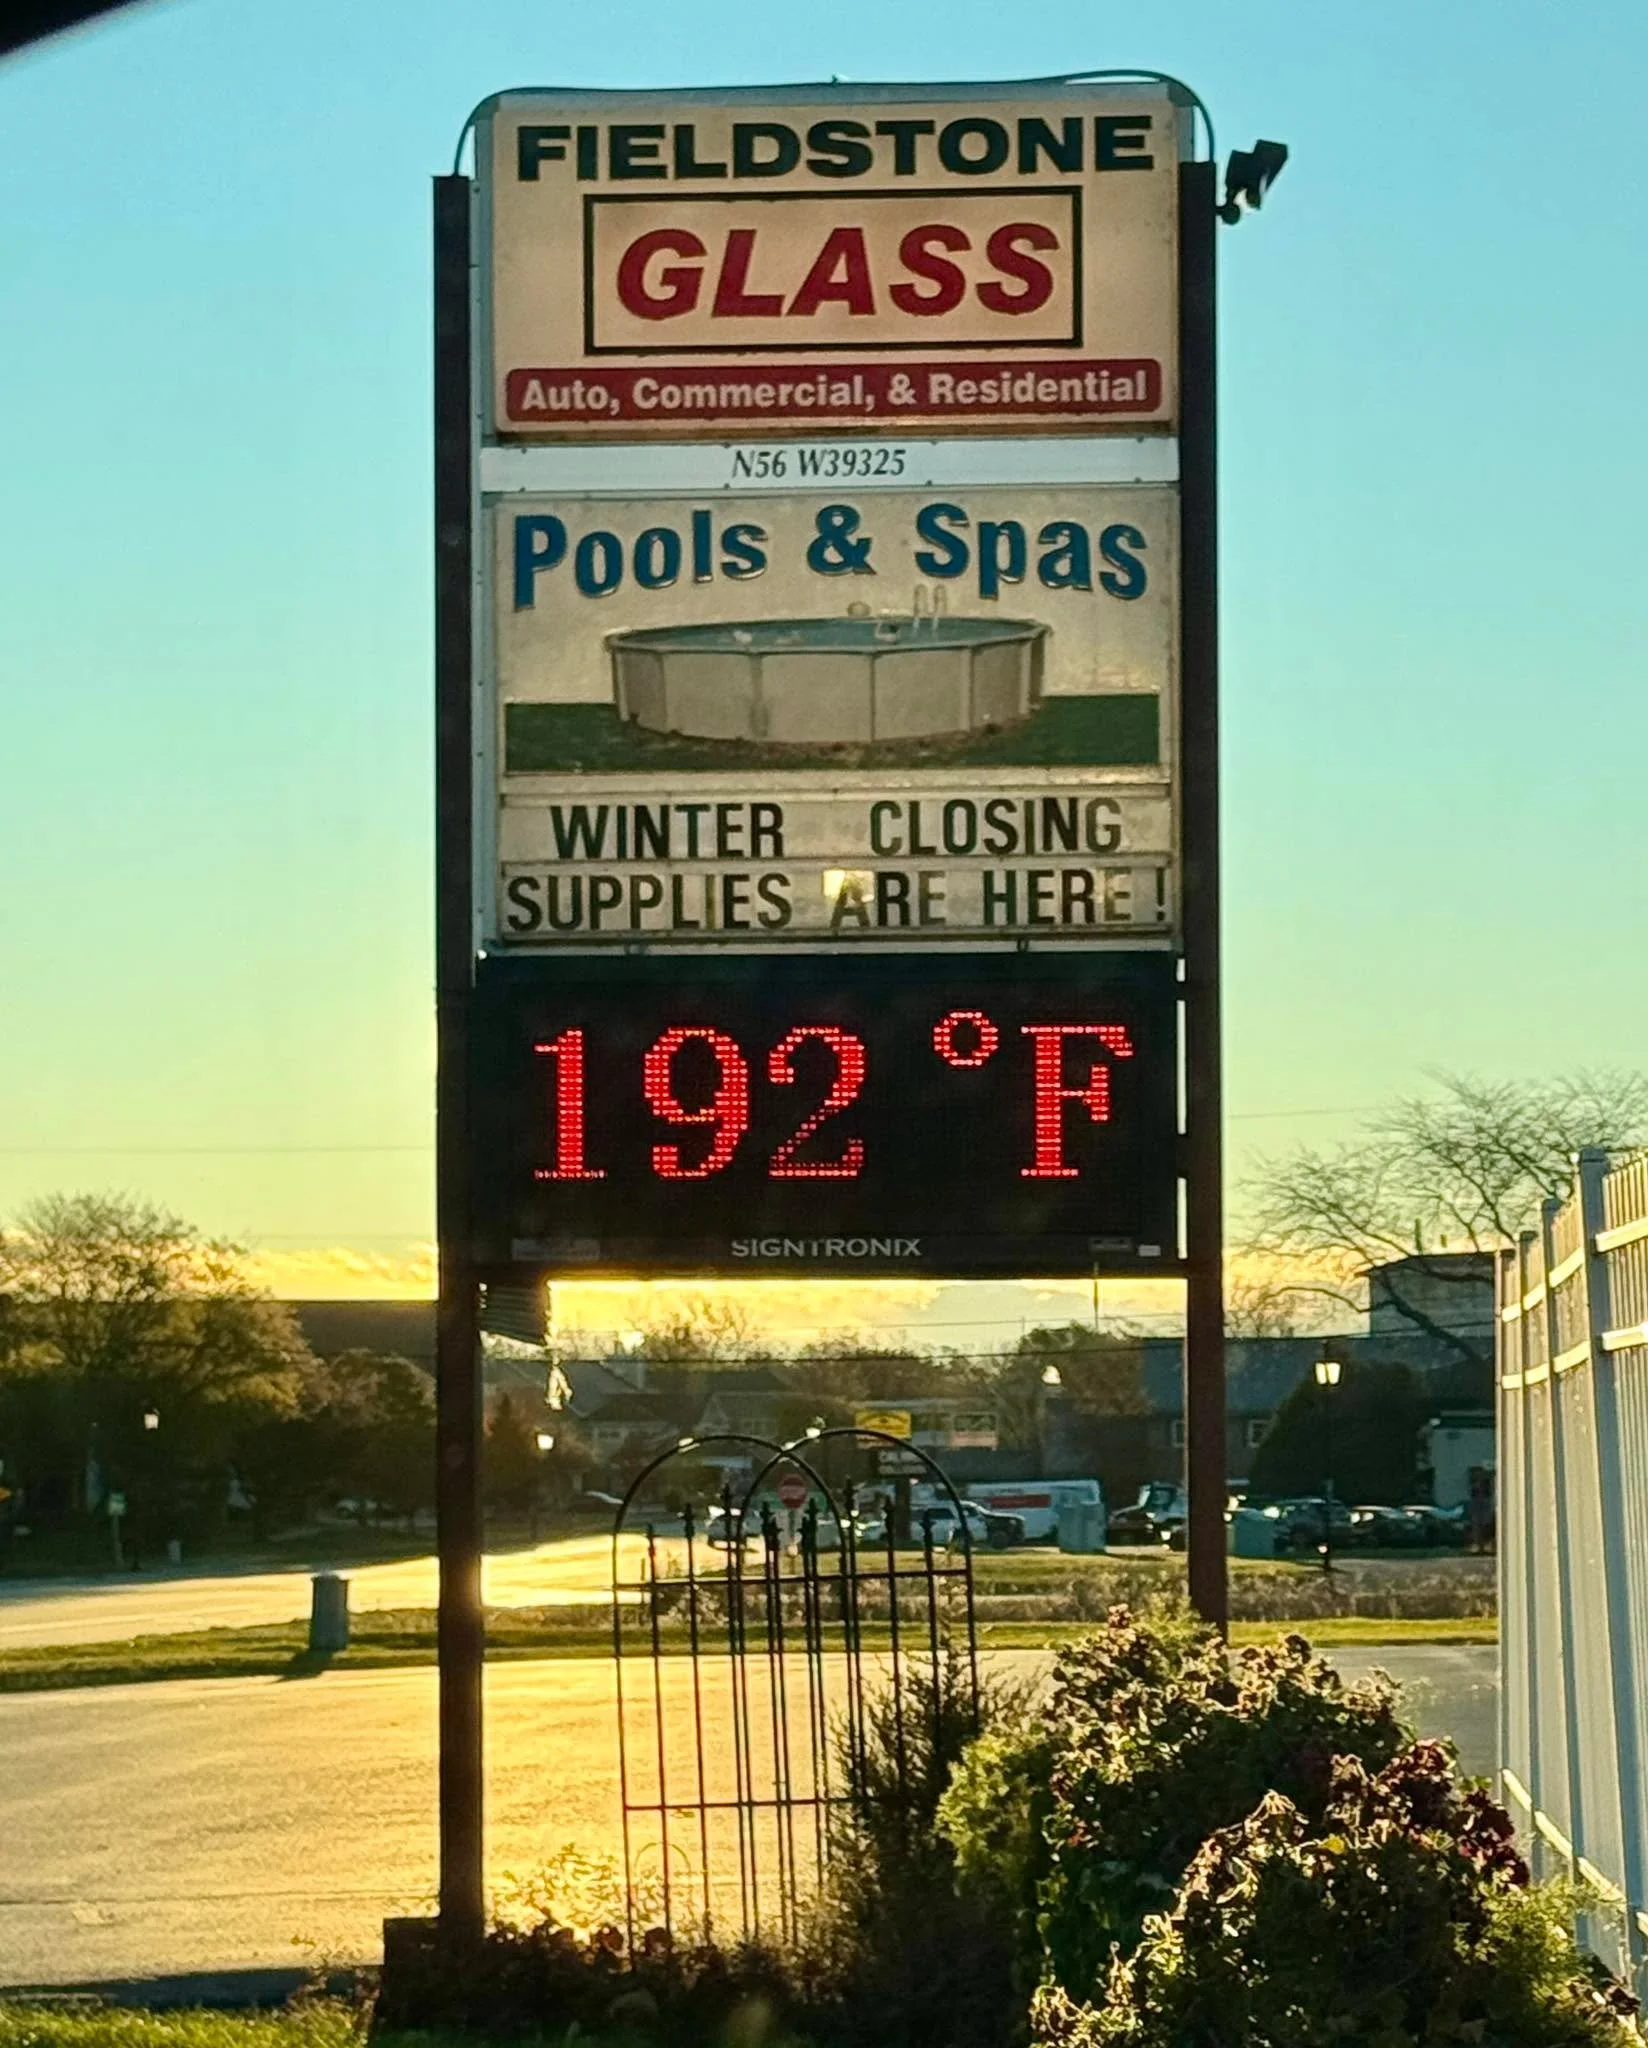 FIELDSTONE
GLASS
Auto, Commercial, & Residential
N56 W39325
Pools & Spas
WINTER CLOSING
SUPPLIES ARE HERE!
192 °F
SIGNTRONIX